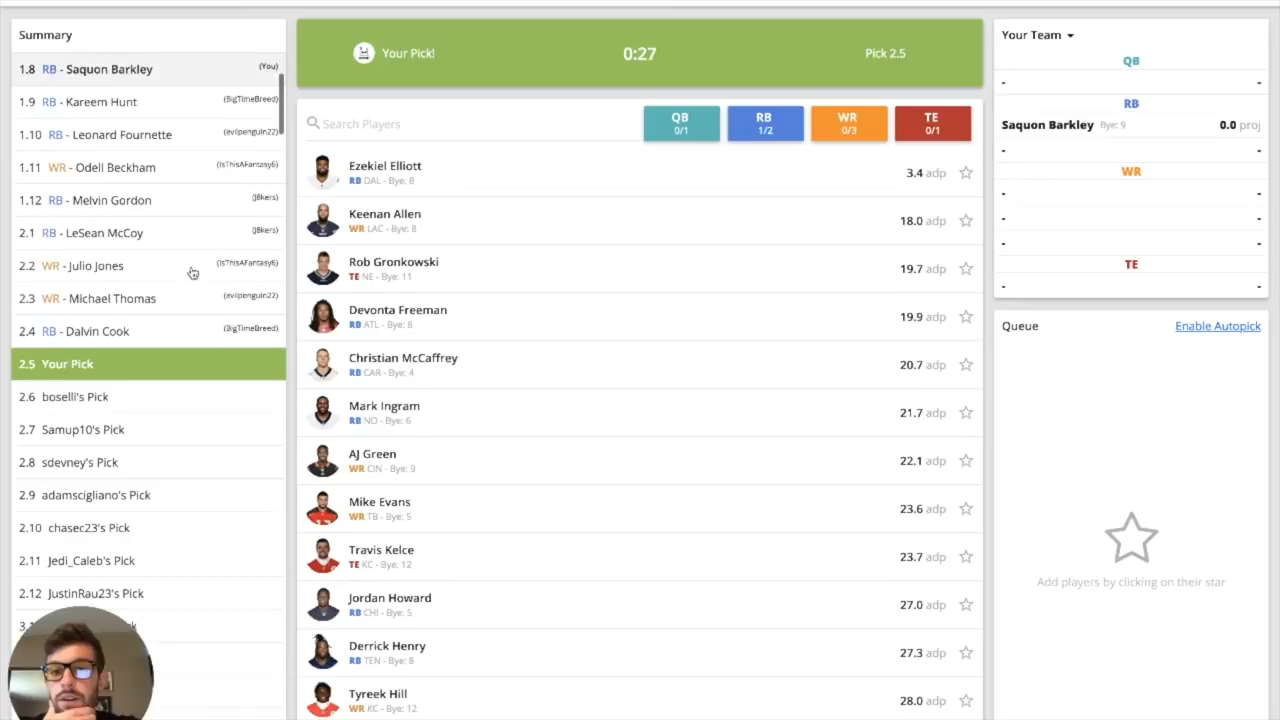 Summary
1.8 RB - Saquon Barkley (You)
1.9 RB - Kareem Hunt (BigTimeBreed)
1.10 RB - Leonard Fournette (evilpenguin22)
1.11 WR - Odell Beckham (IsThisAFantasy6)
1.12 RB - Melvin Gordon (J8kers)
2.1 RB - LeSean McCoy (J8kers)
2.2 WR - Julio Jones (IsThisAFantasy6)
2.3 WR - Michael Thomas (evilpenguin22)
2.4 RB - Dalvin Cook (BigTimeBreed)
2.5 Your Pick
2.6 boselli's Pick
2.7 Samup10's Pick
2.8 sdevney's Pick
2.9 adamscigliano's Pick
2.10 chasec23's Pick
2.11 Jedi_Caleb's Pick
2.12 JustinRau23's Pick
Your Pick! 0:27 Pick 2.5
Search Players
QB 0/1
RB 1/2
WR 0/3
TE 0/1
Ezekiel Elliott
RB DAL - Bye: 8
3.4 adp
Keenan Allen
WR LAC - Bye: 8
18.0 adp
Rob Gronkowski
TE NE - Bye: 11
19.7 adp
Devonta Freeman
RB ATL - Bye: 8
19.9 adp
Christian McCaffrey
RB CAR - Bye: 4
20.7 adp
Mark Ingram
RB NO - Bye: 6
21.7 adp
AJ Green
WR CIN - Bye: 9
22.1 adp
Mike Evans
WR TB - Bye: 5
23.6 adp
Travis Kelce
TE KC - Bye: 12
23.7 adp
Jordan Howard
RB CHI - Bye: 5
27.0 adp
Derrick Henry
RB TEN - Bye: 8
27.3 adp
Tyreek Hill
WR KC - Bye: 12
28.0 adp
Your Team
QB
- -
RB
Saquon Barkley Bye: 9 0.0 proj
- -
WR
- -
- -
- -
TE
- -
Queue Enable Autopick
Add players by clicking on their star